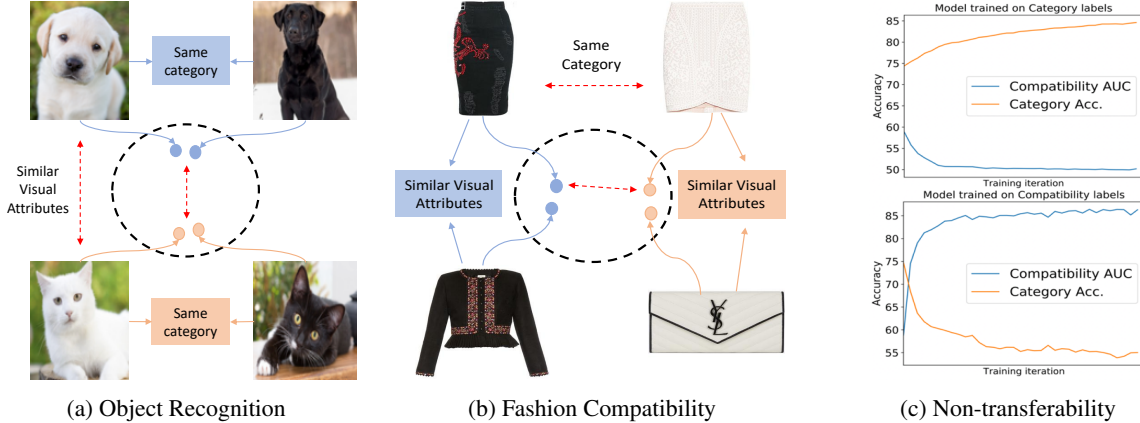 Same
category
Similar
Visual
Attributes
Same
category
(a) Object Recognition
Same
Category
Similar Visual
Attributes
Similar Visual
Attributes
YSL
(b) Fashion Compatibility
Model trained on Category labels
85
80
75
70
65
60
55
50
Accuracy
Compatibility AUC
Category Acc.
Training iteration
Model trained on Compatibility labels
85
80
75
70
65
60
55
Accuracy
Compatibility AUC
Category Acc.
Training iteration
(c) Non-transferability